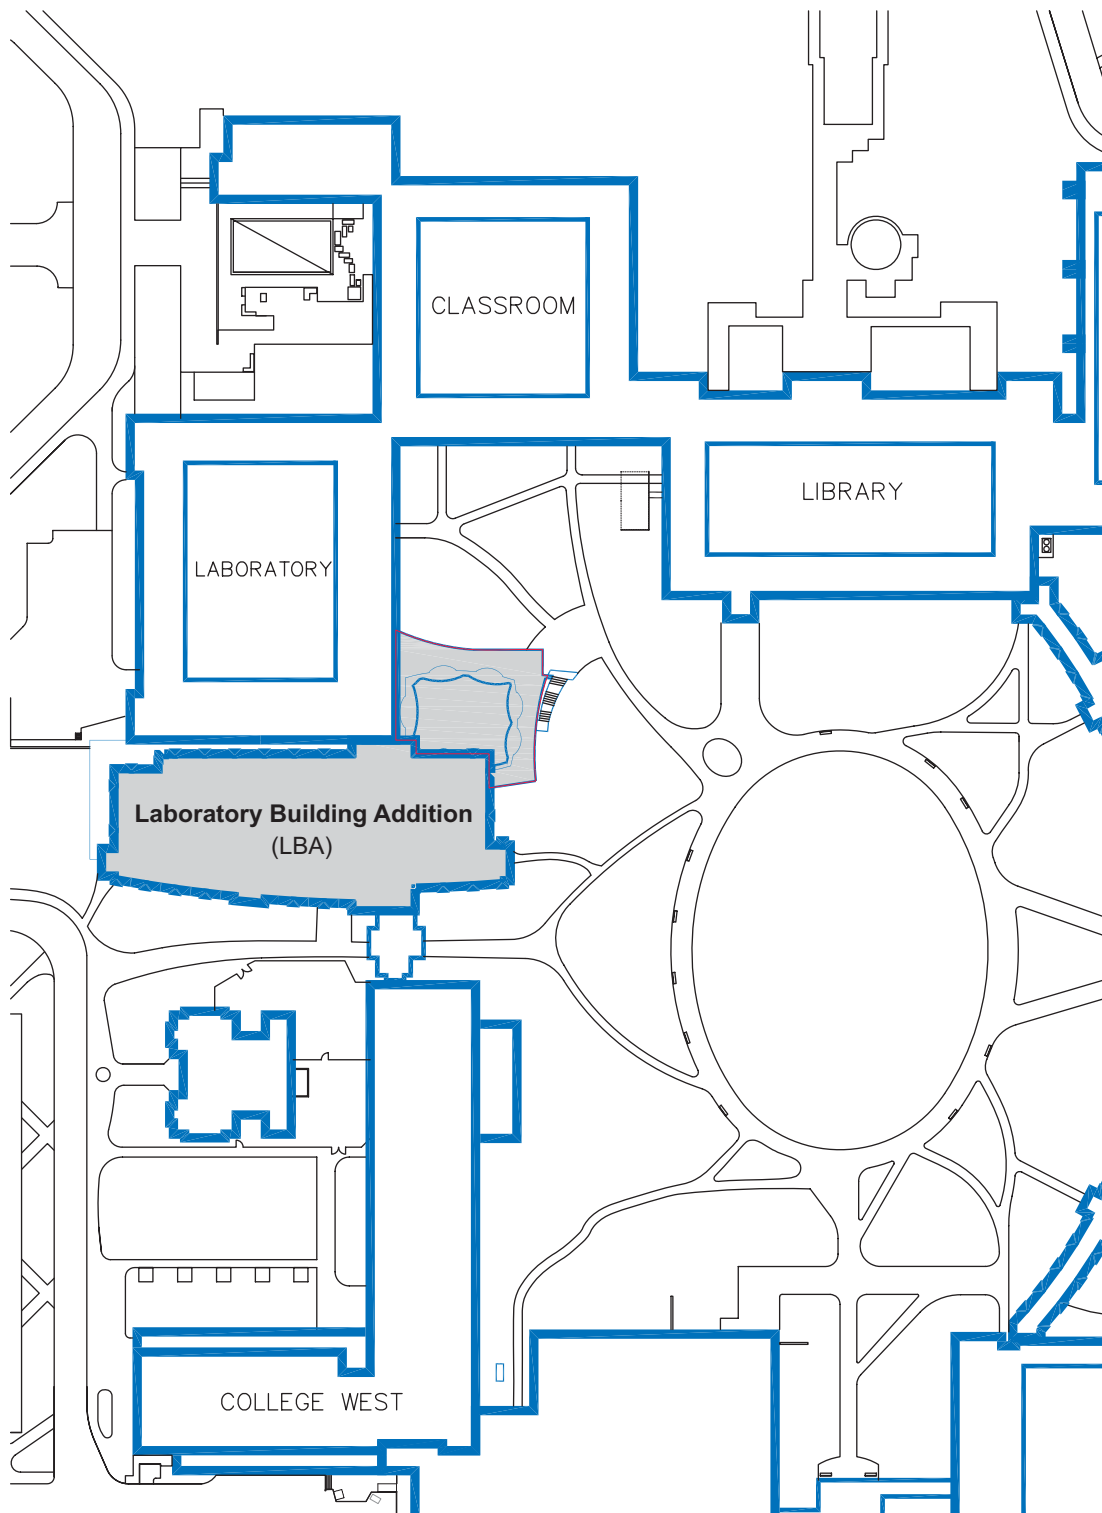 CLASSROOM
LIBRARY
LABORATORY
Laboratory Building Addition
(LBA)
COLLEGE WEST